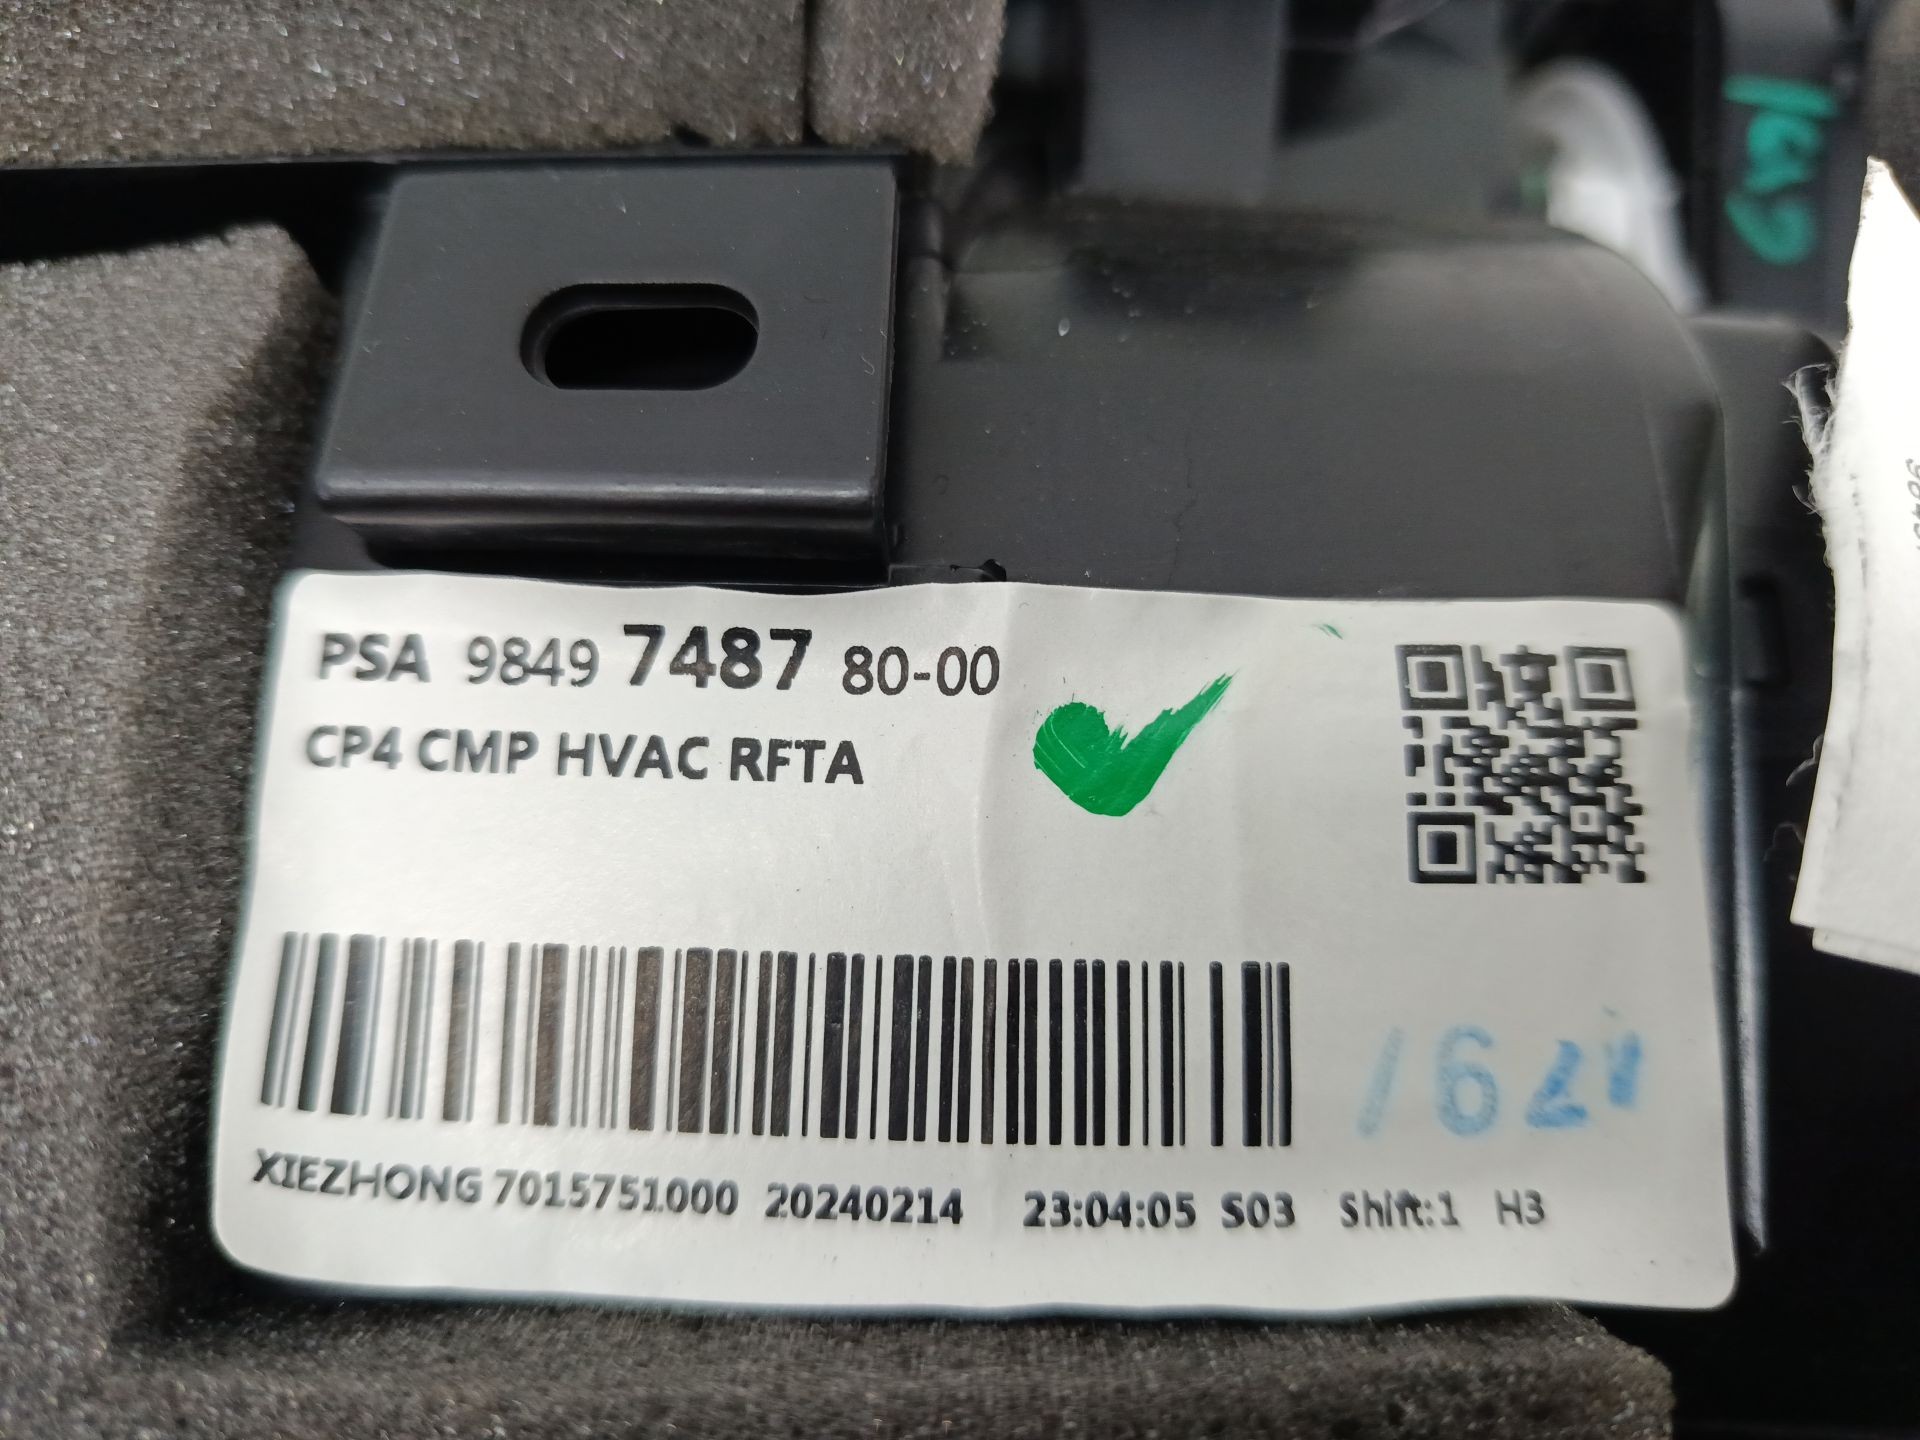 PSA 9849 7487 80-00
CP4 CMP HVAC RFTA
1621
XIEZHONG 7015751000 20240214 23:04:05 S03 Shift:1 H3